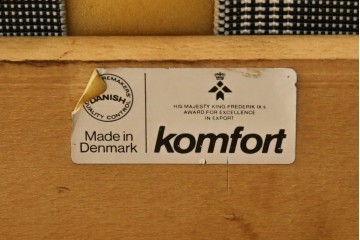 DANISH
QUALITY CONTROL
Made in
Denmark
HIS MAJESTY KING FREDERIK IX's
AWARD FOR EXCELLENCE
IN EXPORT
komfort